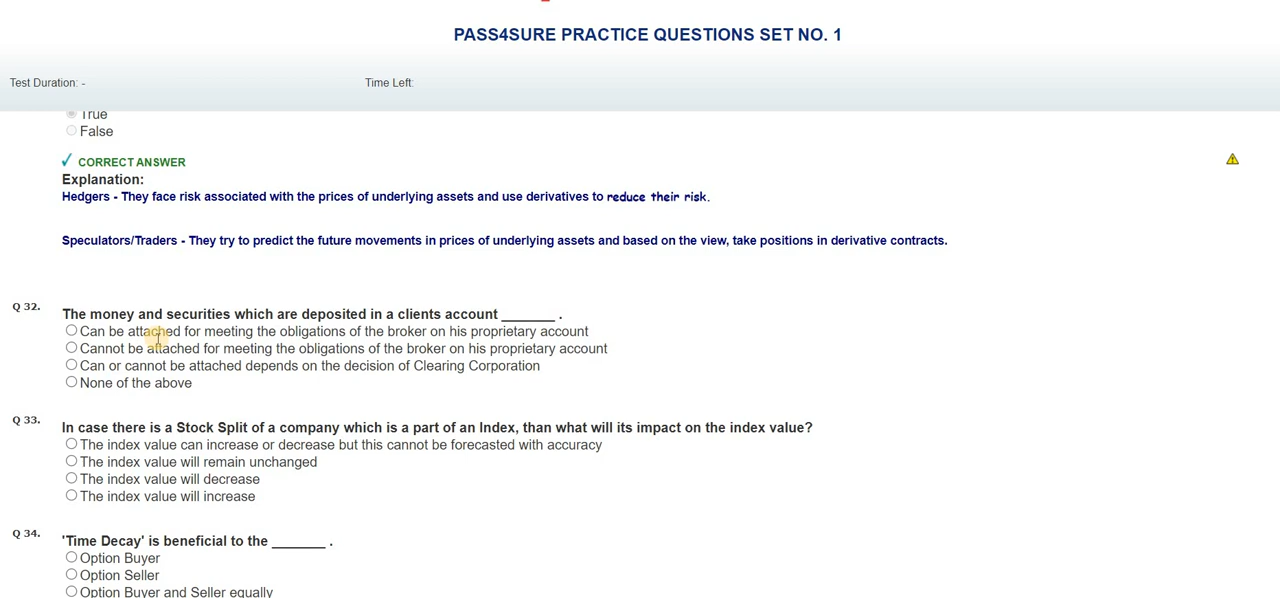 PASS4SURE PRACTICE QUESTIONS SET NO. 1
Test Duration: -
Time Left:
True
False
CORRECT ANSWER
Explanation:
Hedgers - They face risk associated with the prices of underlying assets and use derivatives to reduce their risk.
Speculators/Traders - They try to predict the future movements in prices of underlying assets and based on the view, take positions in derivative contracts.
Q 32.
The money and securities which are deposited in a clients account _______ .
Can be attached for meeting the obligations of the broker on his proprietary account
Cannot be attached for meeting the obligations of the broker on his proprietary account
Can or cannot be attached depends on the decision of Clearing Corporation
None of the above
Q 33.
In case there is a Stock Split of a company which is a part of an Index, than what will its impact on the index value?
The index value can increase or decrease but this cannot be forecasted with accuracy
The index value will remain unchanged
The index value will decrease
The index value will increase
Q 34.
'Time Decay' is beneficial to the _______ .
Option Buyer
Option Seller
Option Buyer and Seller equally